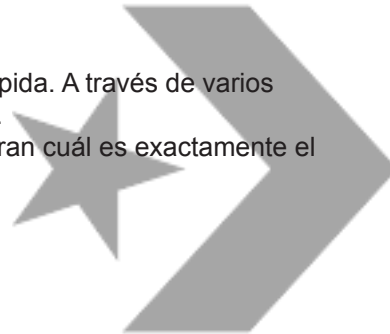 pida. A través de varios
.
ran cuál es exactamente el